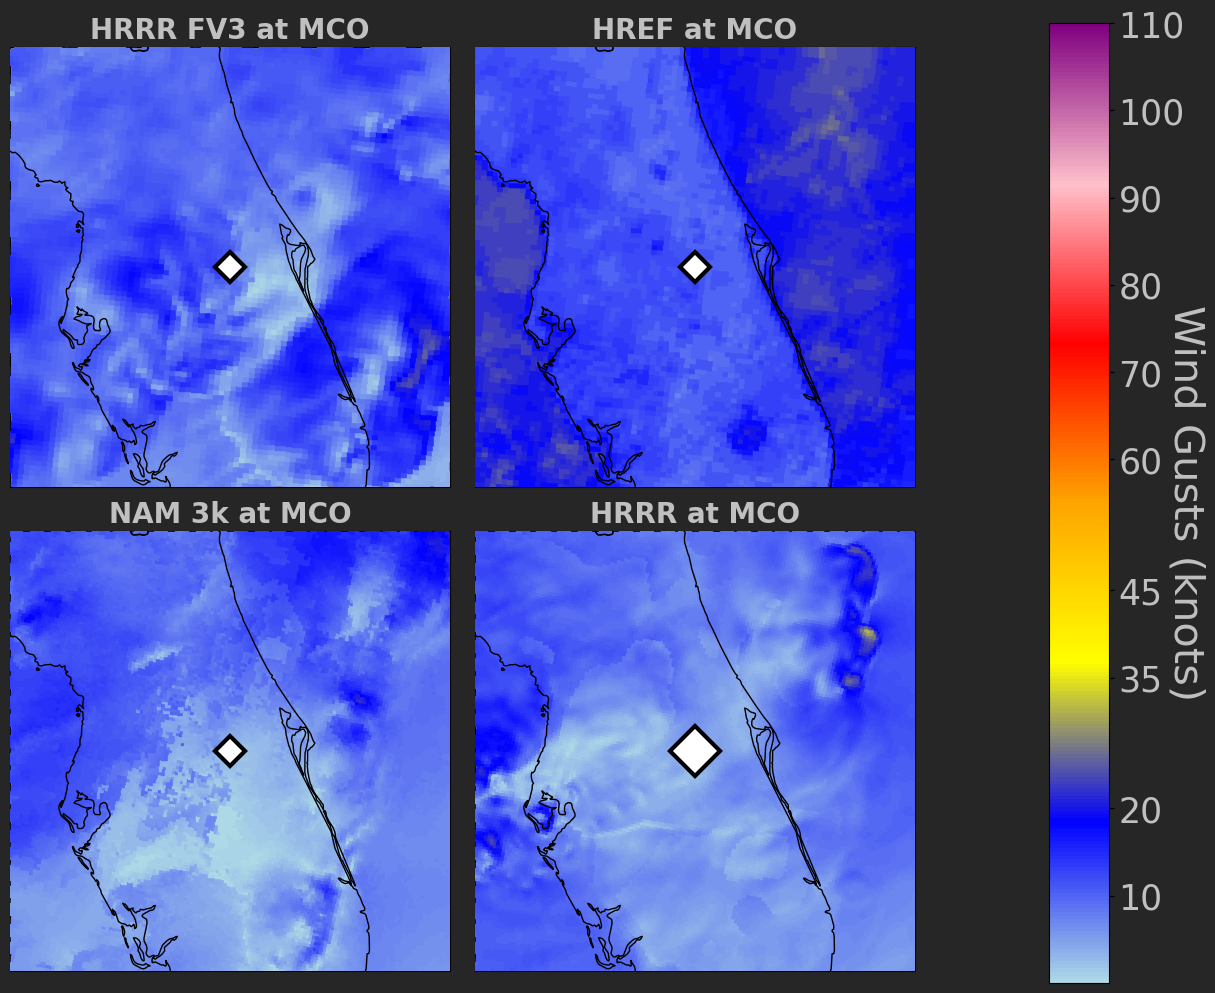 HRRR FV3 at MCO
HREF at MCO
NAM 3k at MCO
HRRR at MCO
110
100
90
80
70
60
45
35
20
10
Wind Gusts (knots)